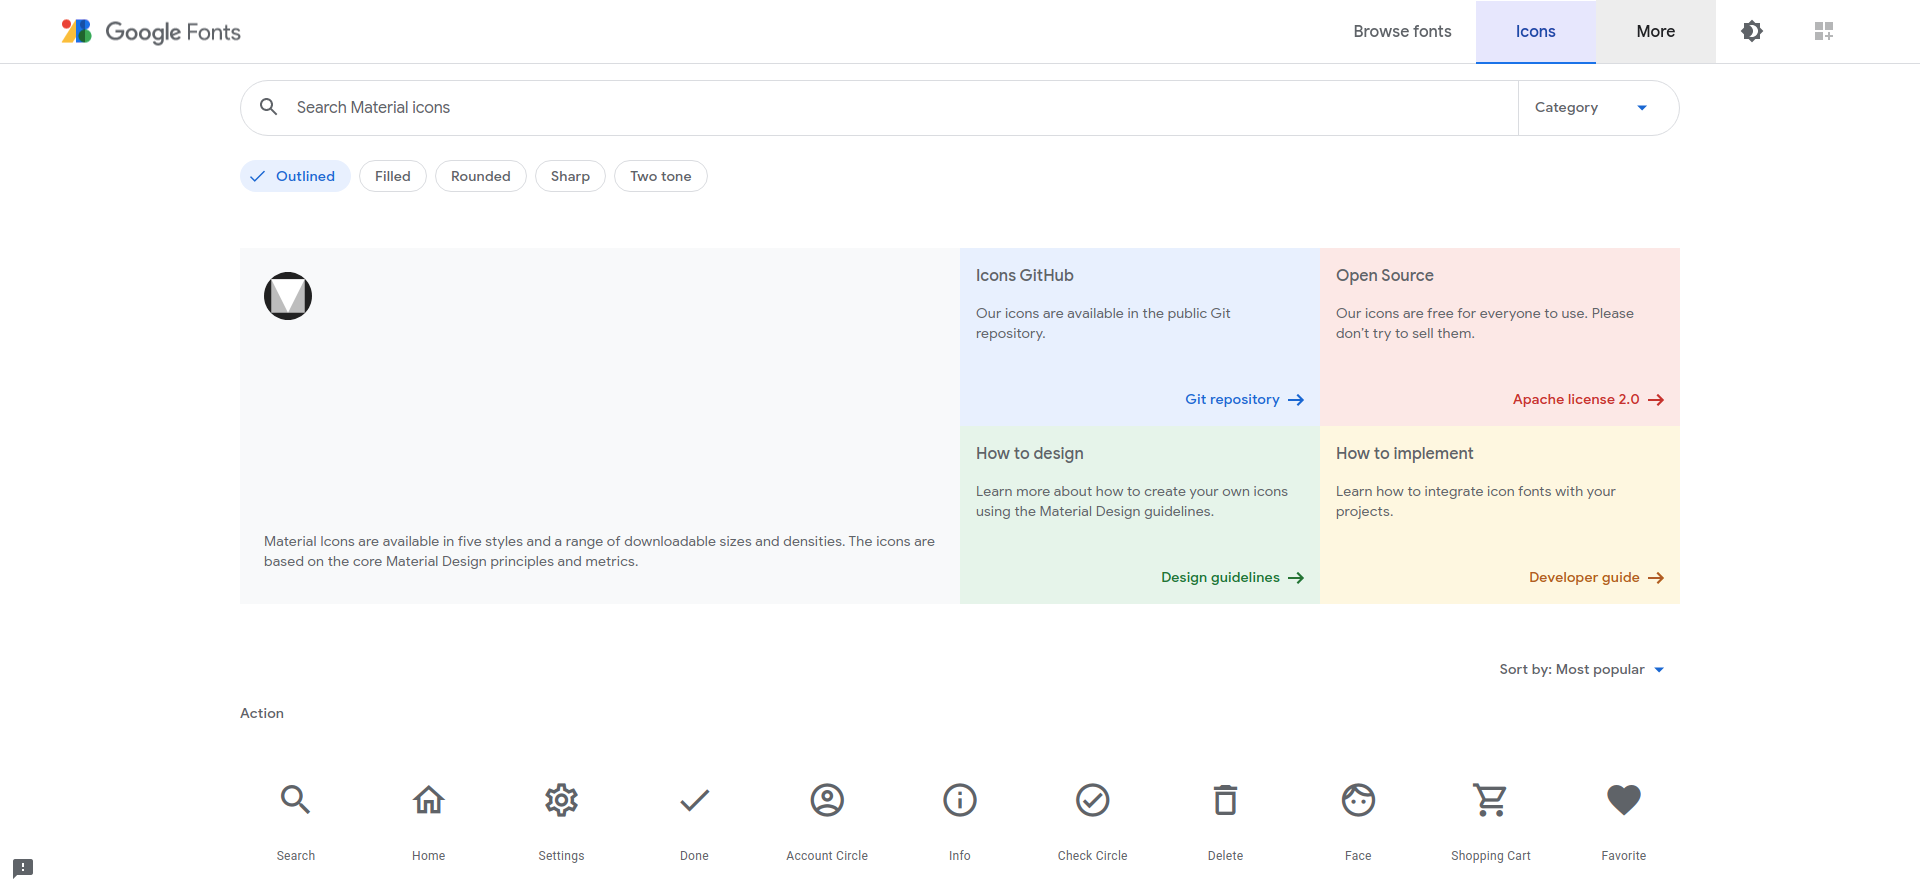 Google Fonts
Browse fonts
Icons
More
Search Material icons
Category
Outlined
Filled
Rounded
Sharp
Two tone
Material Icons are available in five styles and a range of downloadable sizes and densities. The icons are
based on the core Material Design principles and metrics.
Icons GitHub
Our icons are available in the public Git
repository.
Git repository
Open Source
Our icons are free for everyone to use. Please
don't try to sell them.
Apache license 2.0
How to design
Learn more about how to create your own icons
using the Material Design guidelines.
Design guidelines
How to implement
Learn how to integrate icon fonts with your
projects.
Developer guide
Sort by: Most popular
Action
Search
Home
Settings
Done
Account Circle
Info
Check Circle
Delete
Face
Shopping Cart
Favorite